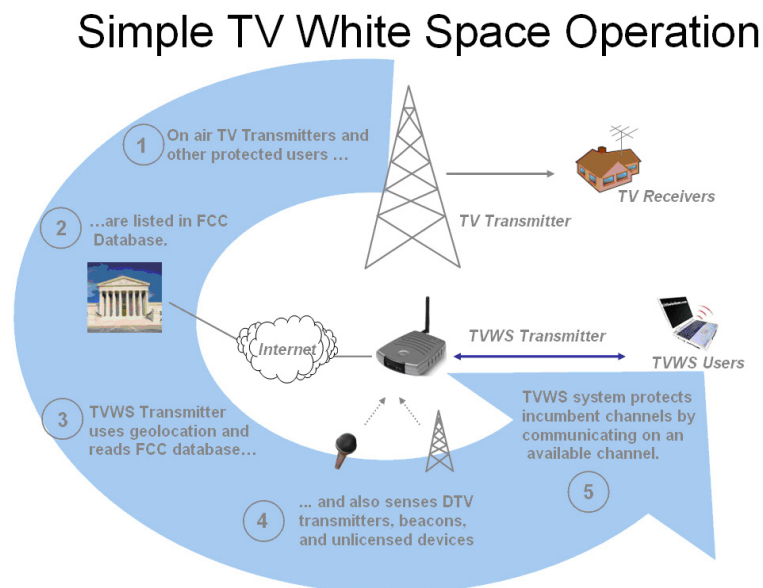 Simple TV White Space Operation
1
On air TV Transmitters and
other protected users ...
TV Transmitter
TV Receivers
2
...are listed in FCC
Database.
Internet
TVWS Transmitter
TVWS Users
3
TVWS Transmitter
uses geolocation and
reads FCC database...
4
... and also senses DTV
transmitters, beacons,
and unlicensed devices
TVWS system protects
incumbent channels by
communicating on an
available channel.
5